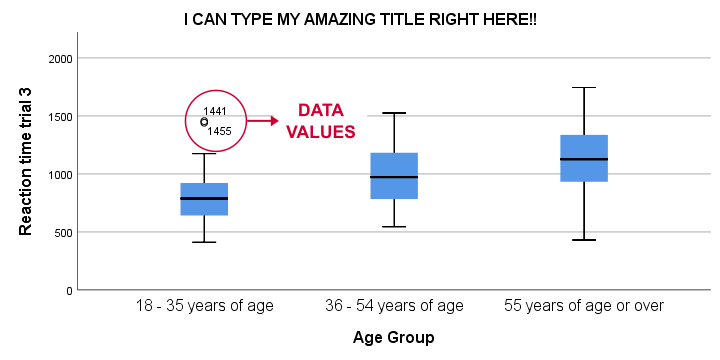 I CAN TYPE MY AMAZING TITLE RIGHT HERE!!
Reaction time trial 3
2000
1500
1000
500
0
1441
1455
DATA
VALUES
18 - 35 years of age
36 - 54 years of age
55 years of age or over
Age Group